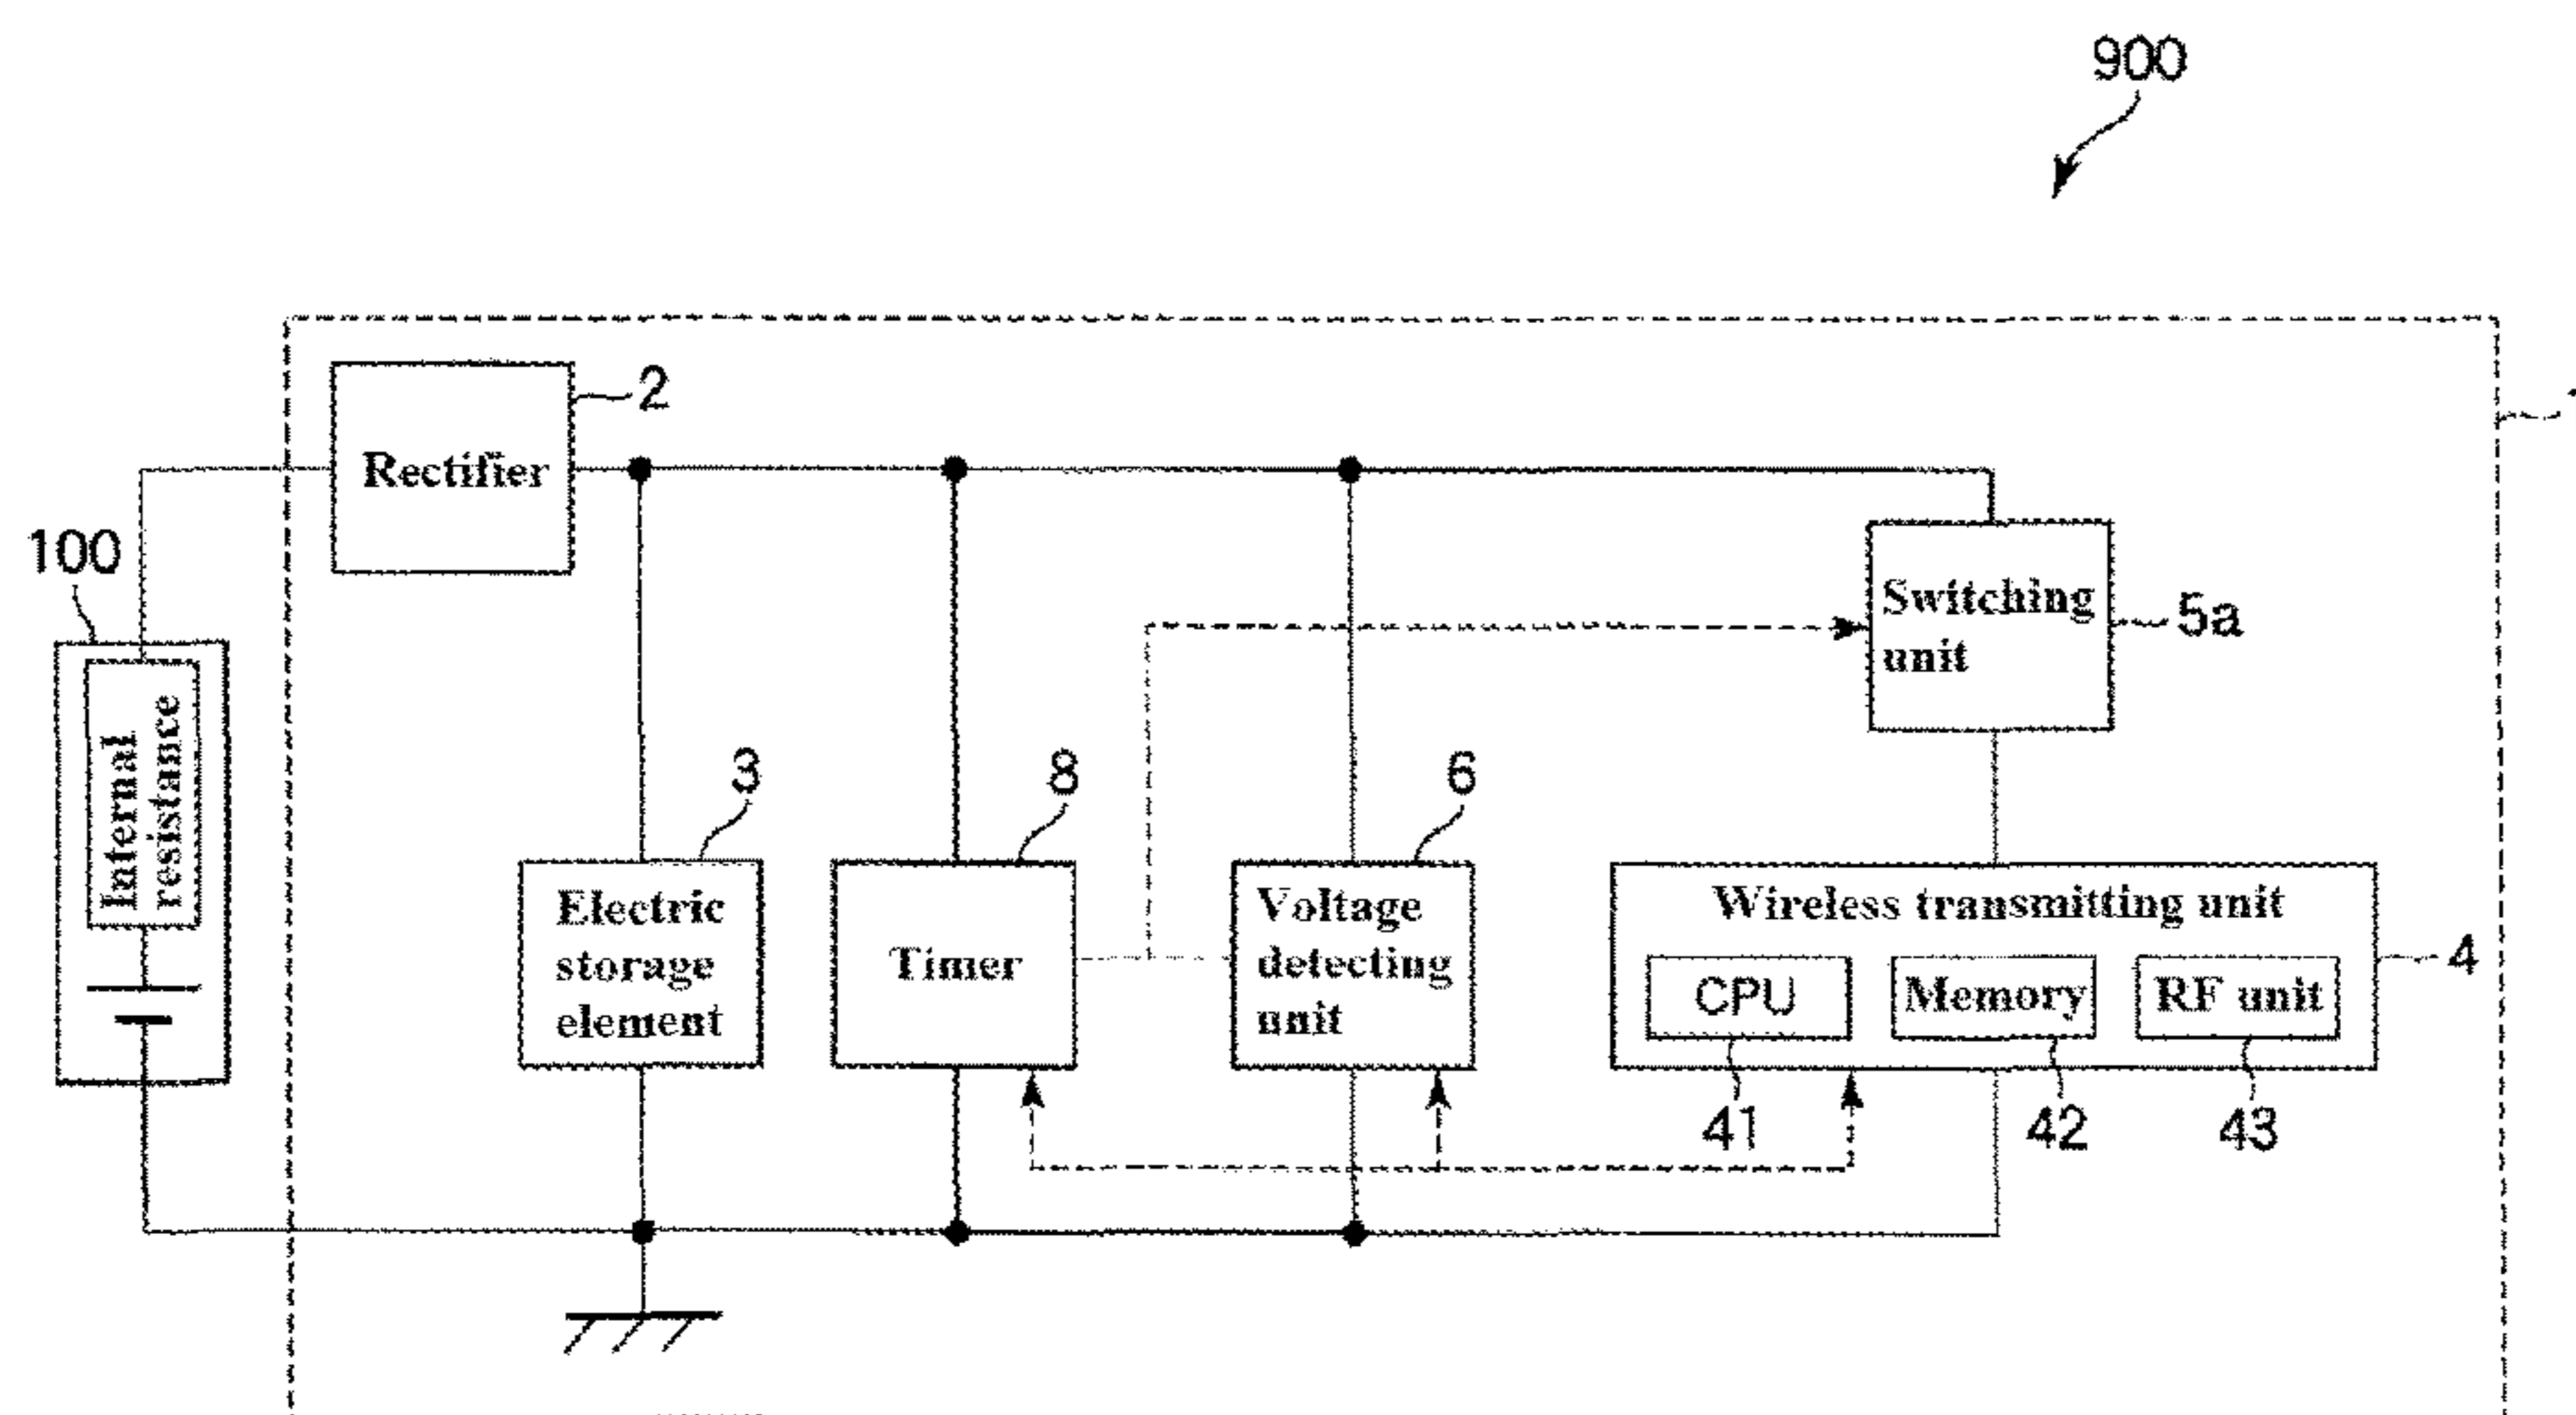 900
2
Rectifier
100
Switching
unit
5a
Internal
resistance
3
8
6
Electric
storage
element
Timer
Voltage
detecting
unit
Wireless transmitting unit
4
CPU
Memory
RF unit
41
42
43